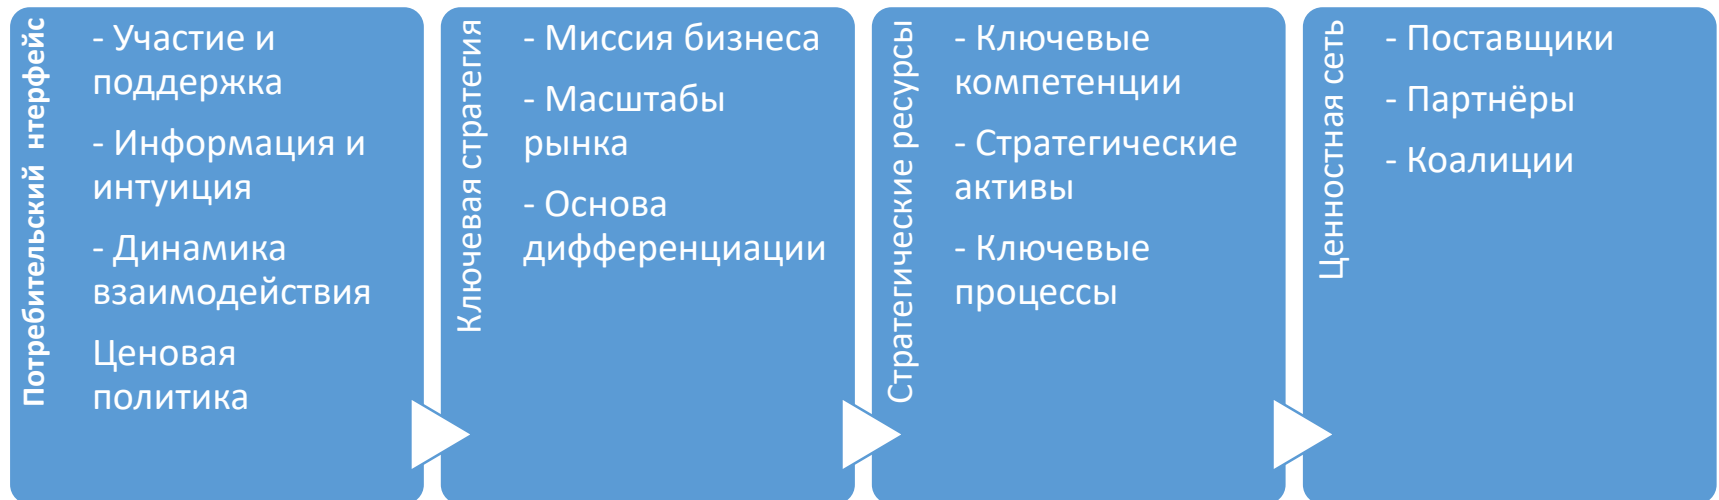 Потребительский нтерфейс
- Участие и
поддержка
- Информация и
интуиция
- Динамика
взаимодействия
Ценовая
политика
Ключевая стратегия
- Миссия бизнеса
- Масштабы
рынка
- Основа
дифференциации
Стратегические ресурсы
- Ключевые
компетенции
- Стратегические
активы
- Ключевые
процессы
Ценностная сеть
- Поставщики
- Партнёры
- Коалиции